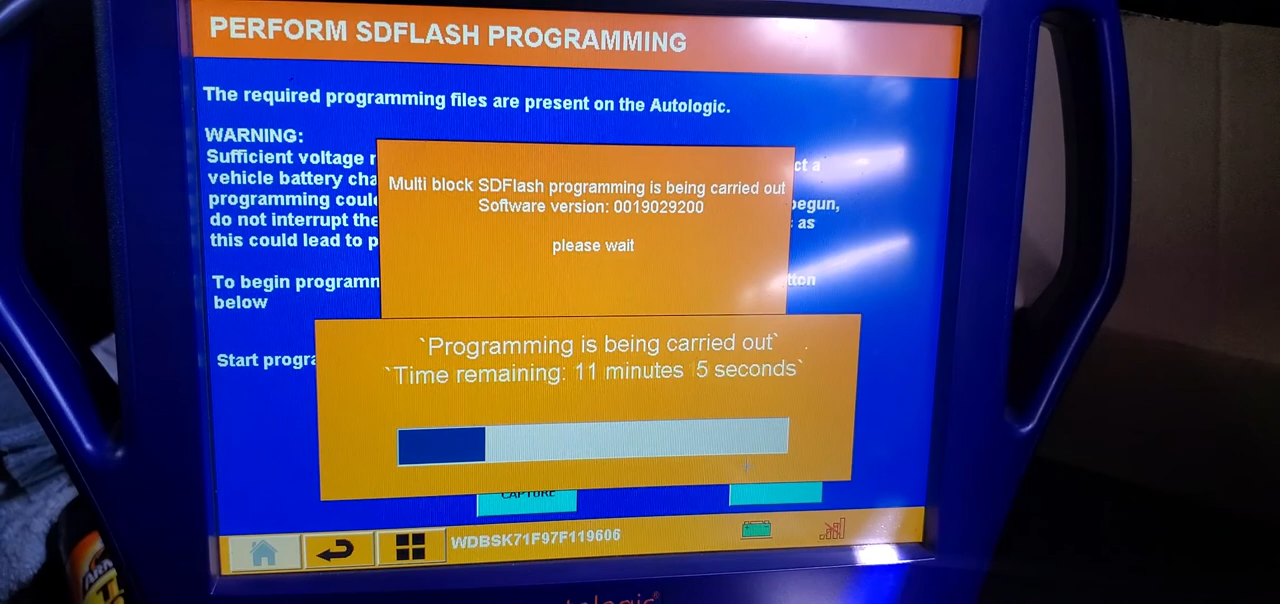 PERFORM SDFLASH PROGRAMMING
The required programming files are present on the Autologic.
WARNING:
Sufficient voltage
ct a
vehicle battery cha
programming coul
begun,
do not interrupt the
as
this could lead to p
Multi block SDFlash programming is being carried out
Software version: 0019029200
please wait
To begin programm
tton
below
Start progra
`Programming is being carried out`
`Time remaining: 11 minutes 5 seconds`
CAPTURE
WDBSK71F97F119606